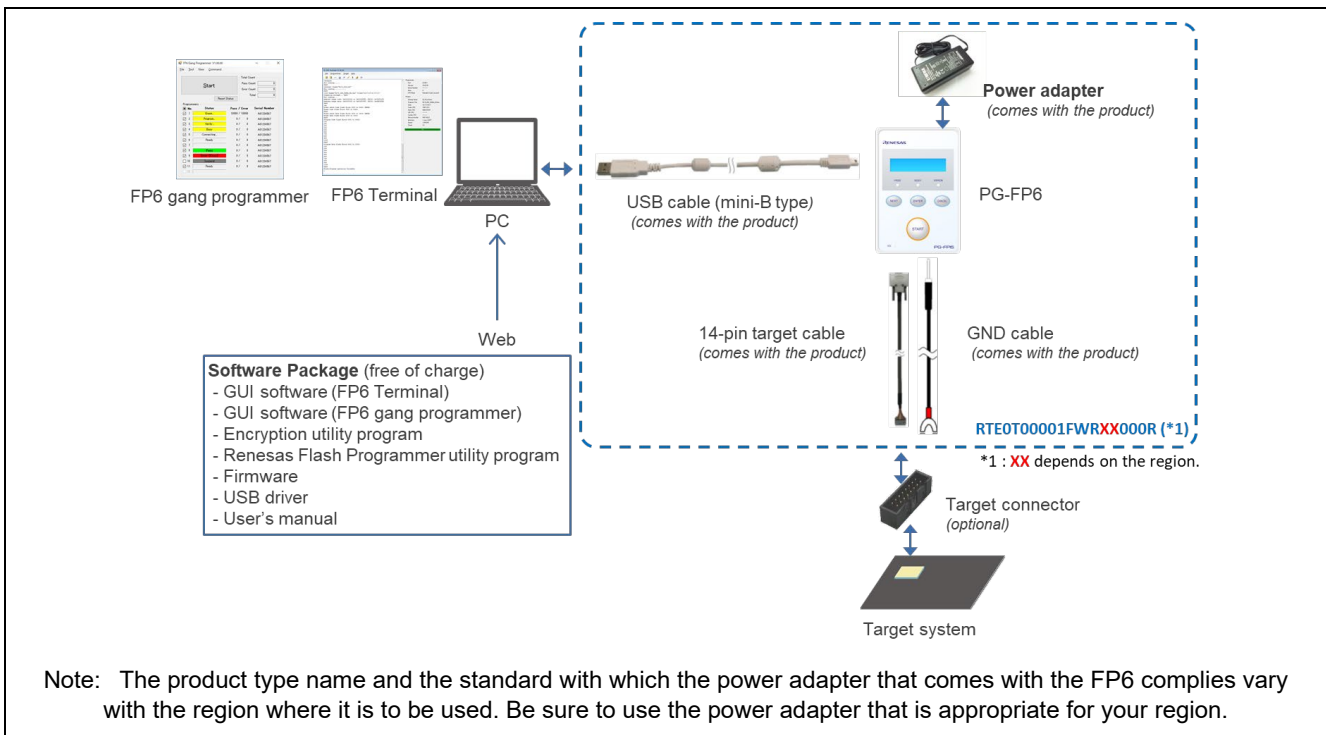 Start
FP6 gang programmer
FP6 Terminal
PC
USB cable (mini-B type)
(comes with the product)
Power adapter
(comes with the product)
RENESAS
START
PG-FP6
14-pin target cable
(comes with the product)
GND cable
(comes with the product)
Web
Software Package (free of charge)
- GUI software (FP6 Terminal)
- GUI software (FP6 gang programmer)
- Encryption utility program
- Renesas Flash Programmer utility program
- Firmware
- USB driver
- User's manual
RTE0T00001FWRXX000R (*1)
*1 : XX depends on the region.
Target connector
(optional)
Target system
Note: The product type name and the standard with which the power adapter that comes with the FP6 complies vary
with the region where it is to be used. Be sure to use the power adapter that is appropriate for your region.